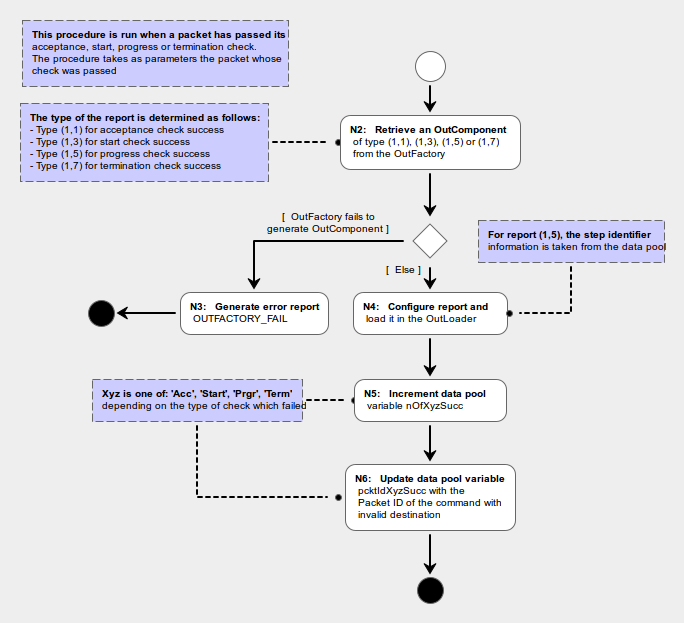 This procedure is run when a packet has passed its
acceptance, start, progress or termination check.
The procedure takes as parameters the packet whose
check was passed
The type of the report is determined as follows:
- Type (1,1) for acceptance check success
- Type (1,3) for start check success
- Type (1,5) for progress check success
- Type (1,7) for termination check success
N2: Retrieve an OutComponent
of type (1,1), (1,3), (1,5) or (1,7)
from the OutFactory
[ OutFactory fails to
generate OutComponent ]
For report (1,5), the step identifier
information is taken from the data pool
[ Else ]
N3: Generate error report
OUTFACTORY_FAIL
N4: Configure report and
load it in the OutLoader
Xyz is one of: 'Acc', 'Start', 'Prgr', 'Term'
depending on the type of check which failed
N5: Increment data pool
variable nOfXyzSucc
N6: Update data pool variable
pcktIdXyzSucc with the
Packet ID of the command with
invalid destination